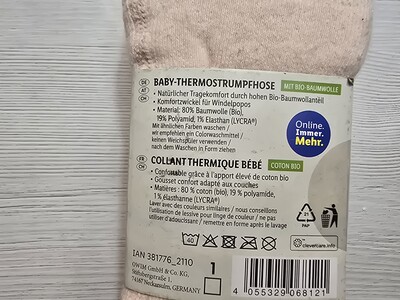 DE
AT
CH
BABY-THERMOSTRUMPFHOSE
MIT BIO-BAUMWOLLE
• Natürlicher Tragekomfort durch hohen Bio-Baumwollanteil
• Komfortzwickel für Windelpopos
• Material: 80% Baumwolle (Bio),
19% Polyamid, 1% Elasthan (LYCRA®)
Mit ähnlichen Farben waschen /
wir empfehlen ein Colorwaschmittel /
keinen Weichspüler verwenden /
nach dem Waschen in Form ziehen
Online.
Immer.
Mehr.
FR
CH
COLLANT THERMIQUE BÉBÉ
COTON BIO
• Confortable grâce à l'apport élevé de coton bio
• Gousset confort adapté aux couches
• Matières : 80 % coton (bio), 19 % polyamide,
1 % élasthanne (LYCRA®)
Laver avec des couleurs similaires / nous conseillons
l'utilisation de lessive pour linge de couleur / ne pas
utiliser d'adoucissant / remettre en forme après le lavage
40
21
PAP
clevercare.info
IAN 381776_2110
OWIM GmbH & Co. KG
Stiftsbergstraße 1
74167 Neckarsulm, GERMANY
1
4 055329 068121